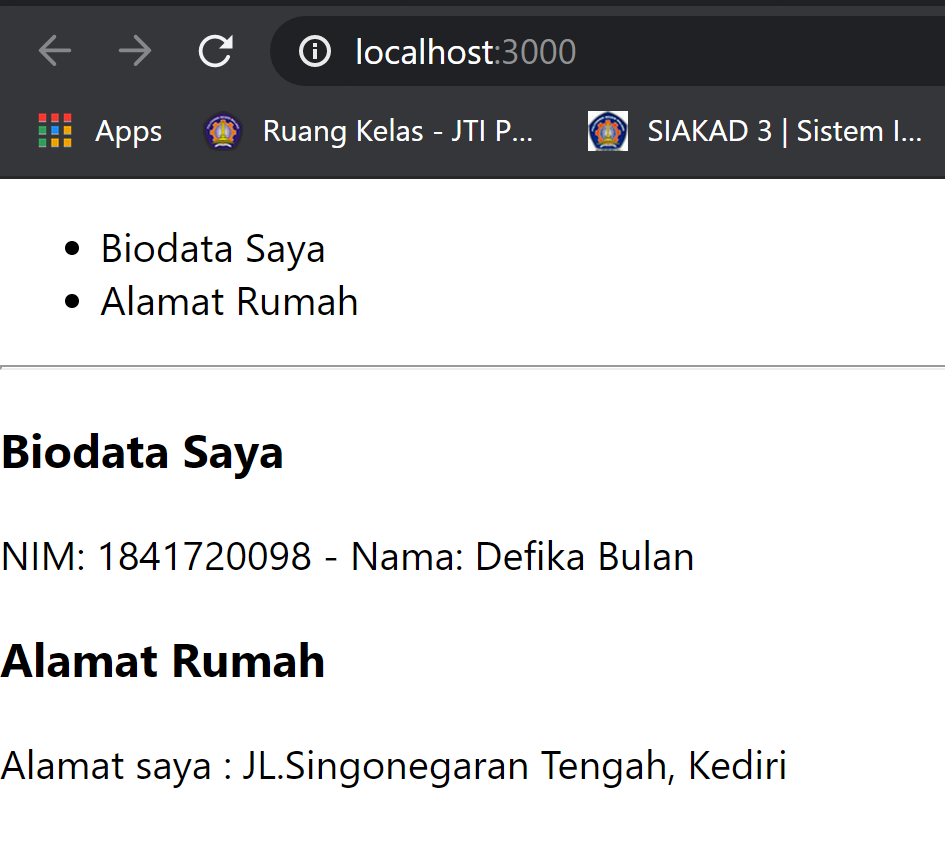 localhost:3000
Apps Ruang Kelas - JTI P... SIAKAD 3 | Sistem I...
Biodata Saya
Alamat Rumah
Biodata Saya
NIM: 1841720098 - Nama: Defika Bulan
Alamat Rumah
Alamat saya : JL.Singonegaran Tengah, Kediri